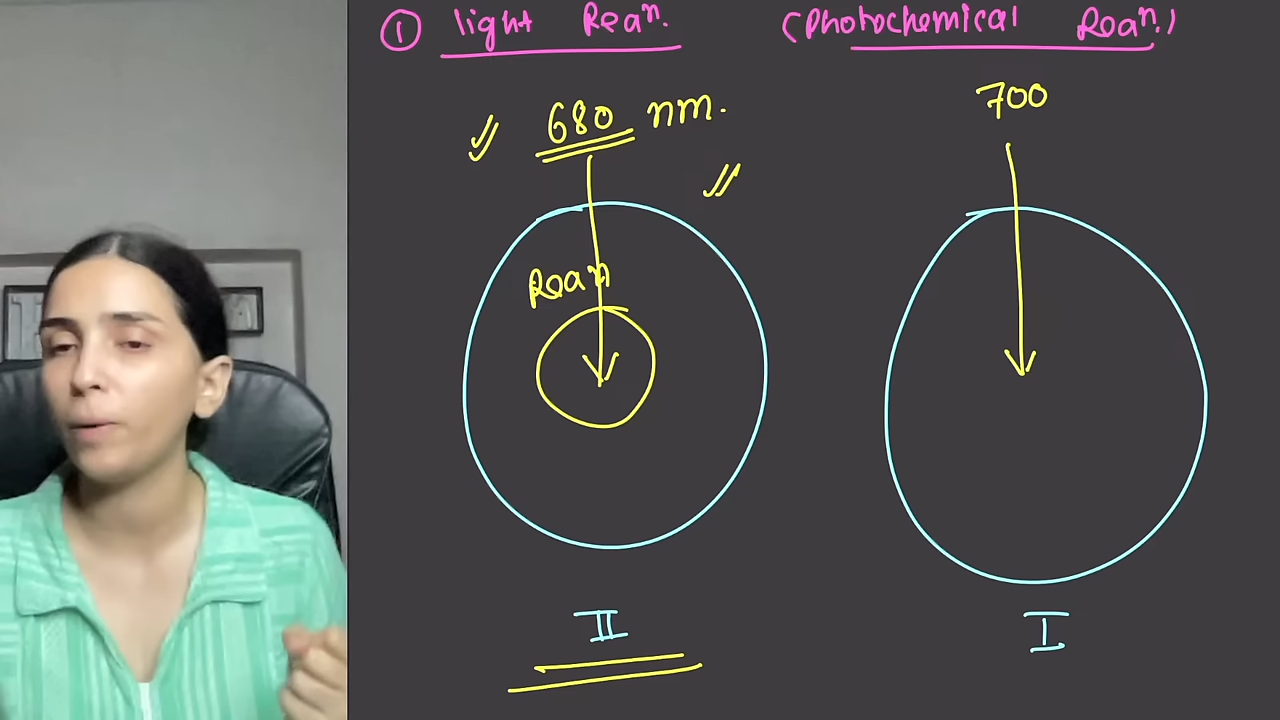 ① light Rean. (Photochemical Rean.)
680 nm.
700
Rean
II
I